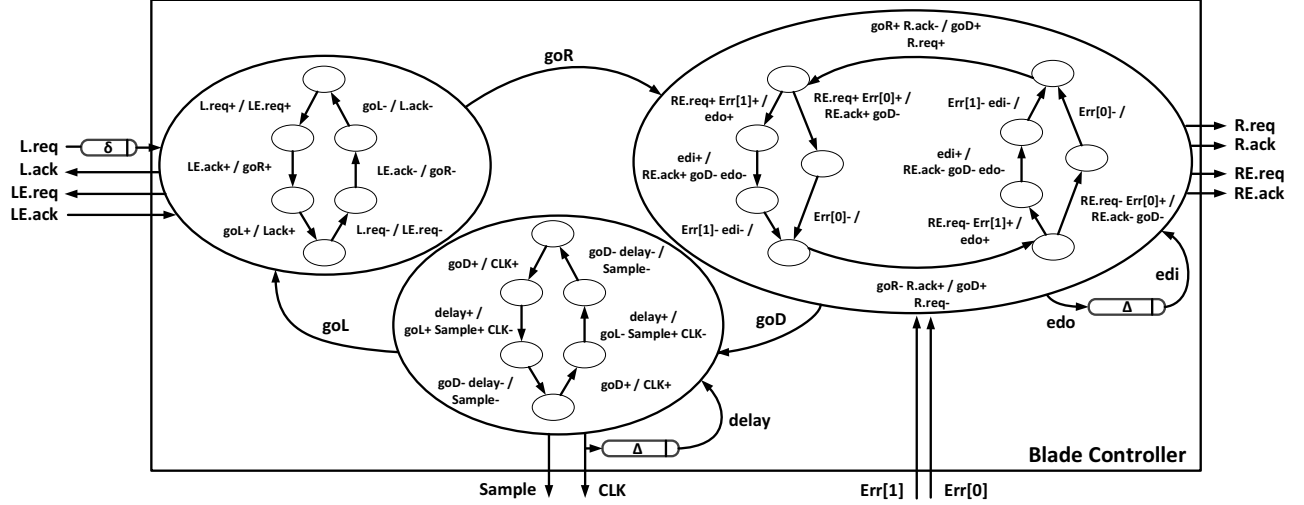 goR
L.req
δ
L.ack
LE.req
LE.ack
L.req+ / LE.req+
goL- / L.ack-
LE.ack+ / goR+
LE.ack- / goR-
goL+ / Lack+
L.req- / LE.req-
goL
goD+ / CLK+
goD- delay- /
Sample-
delay+ /
goL+ Sample+ CLK-
delay+ /
goL- Sample+ CLK-
goD- delay- /
Sample-
goD+ / CLK+
delay
Δ
Sample
CLK
goD
goR+ R.ack- / goD+
R.req+
RE.req+ Err[1]+ /
edo+
RE.req+ Err[0]+ /
RE.ack+ goD-
edi+ /
RE.ack+ goD- edo-
Err[1]- edi- /
Err[0]- /
Err[1]- edi- /
Err[0]- /
edi+ /
RE.ack- goD- edo-
RE.req- Err[1]+ /
edo+
RE.req- Err[0]+ /
RE.ack- goD-
goR- R.ack+ / goD+
R.req-
edo
Δ
edi
R.req
R.ack
RE.req
RE.ack
Blade Controller
Err[1]
Err[0]